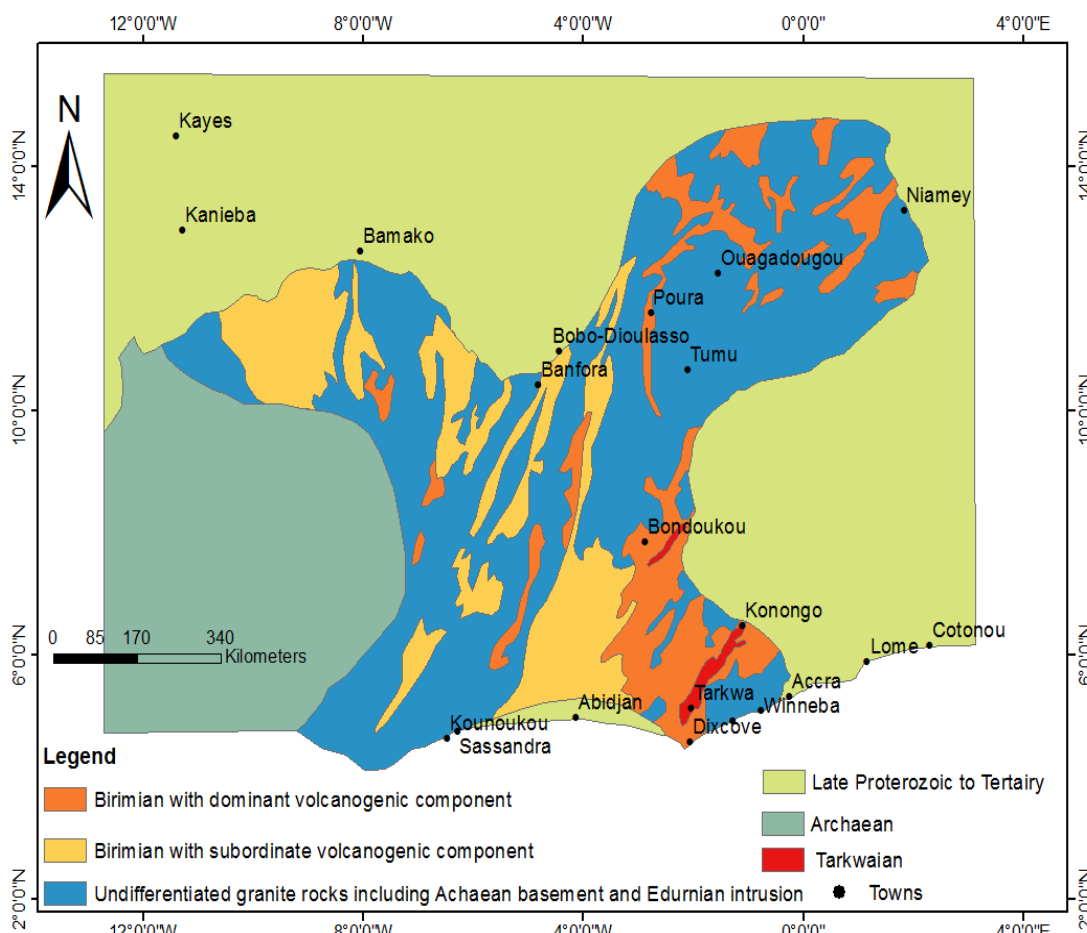 12°0'0"W 8°0'0"W 4°0'0"W 0°0'0" 4°0'0"E
N
14°0'0"N
14°0'0"N
Kayes
Kanieba
Bamako
Niamey
Ouagadougou
Poura
Bobo-Dioulasso
Tumu
Banfora
10°0'0"N
10°0'0"N
Bondoukou
Konongo
0 85 170 340
Kilometers
6°0'0"N
6°0'0"N
Lome
Cotonou
Accra
Tarkwa
Winneba
Abidjan
Dixcove
Kounoukou
Sassandra
Legend
Birimian with dominant volcanogenic component
Birimian with subordinate volcanogenic component
Undifferentiated granite rocks including Achaean basement and Edurnian intrusion
Late Proterozoic to Tertairy
Archaean
Tarkwaian
Towns
2°0'0"N
2°0'0"N
12°0'0"W 8°0'0"W 4°0'0"W 0°0'0" 4°0'0"E